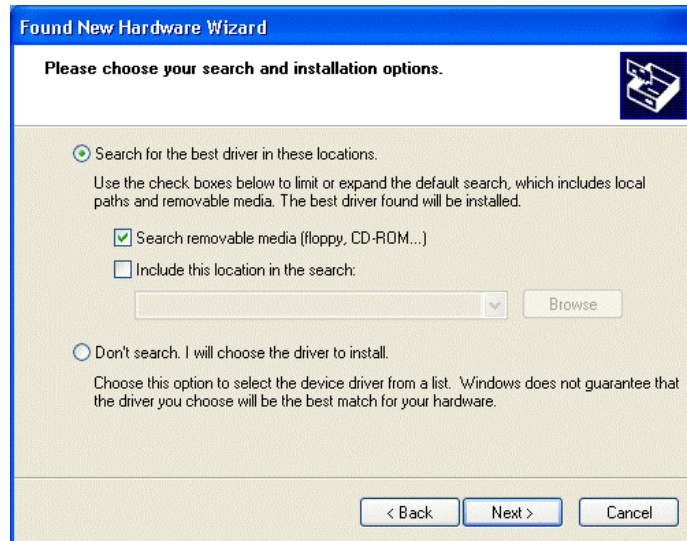 Found New Hardware Wizard
Please choose your search and installation options.
Search for the best driver in these locations.
Use the check boxes below to limit or expand the default search, which includes local
paths and removable media. The best driver found will be installed.
Search removable media (floppy, CD-ROM...)
Include this location in the search:
Browse
Don't search. I will choose the driver to install.
Choose this option to select the device driver from a list. Windows does not guarantee that
the driver you choose will be the best match for your hardware.
< Back Next > Cancel